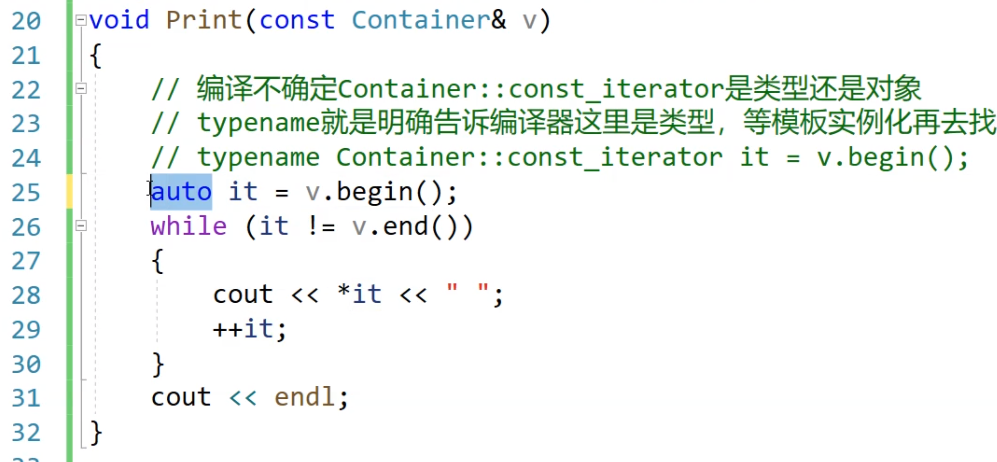 20 void Print(const Container& v)
21 {
22 // 编译不确定Container::const_iterator是类型还是对象
23 // typename就是明确告诉编译器这里是类型，等模板实例化再去找
24 // typename Container::const_iterator it = v.begin();
25 auto it = v.begin();
26 while (it != v.end())
27 {
28 cout << *it << " ";
29 ++it;
30 }
31 cout << endl;
32 }